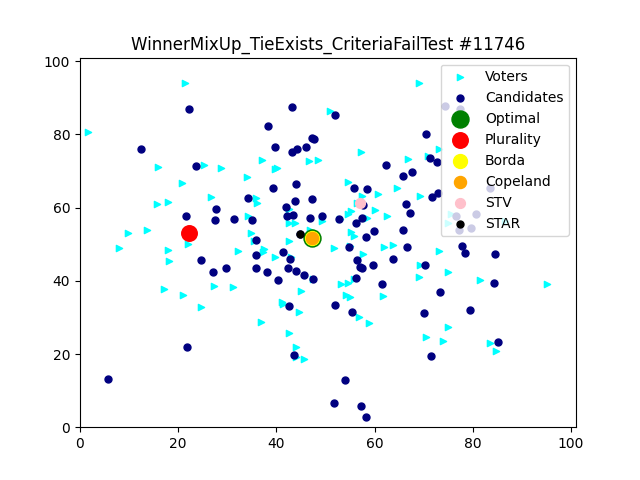 WinnerMixUp_TieExists_CriteriaFailTest #11746
100
80
60
40
20
0
0 20 40 60 80 100
Voters
Candidates
Optimal
Plurality
Borda
Copeland
STV
STAR